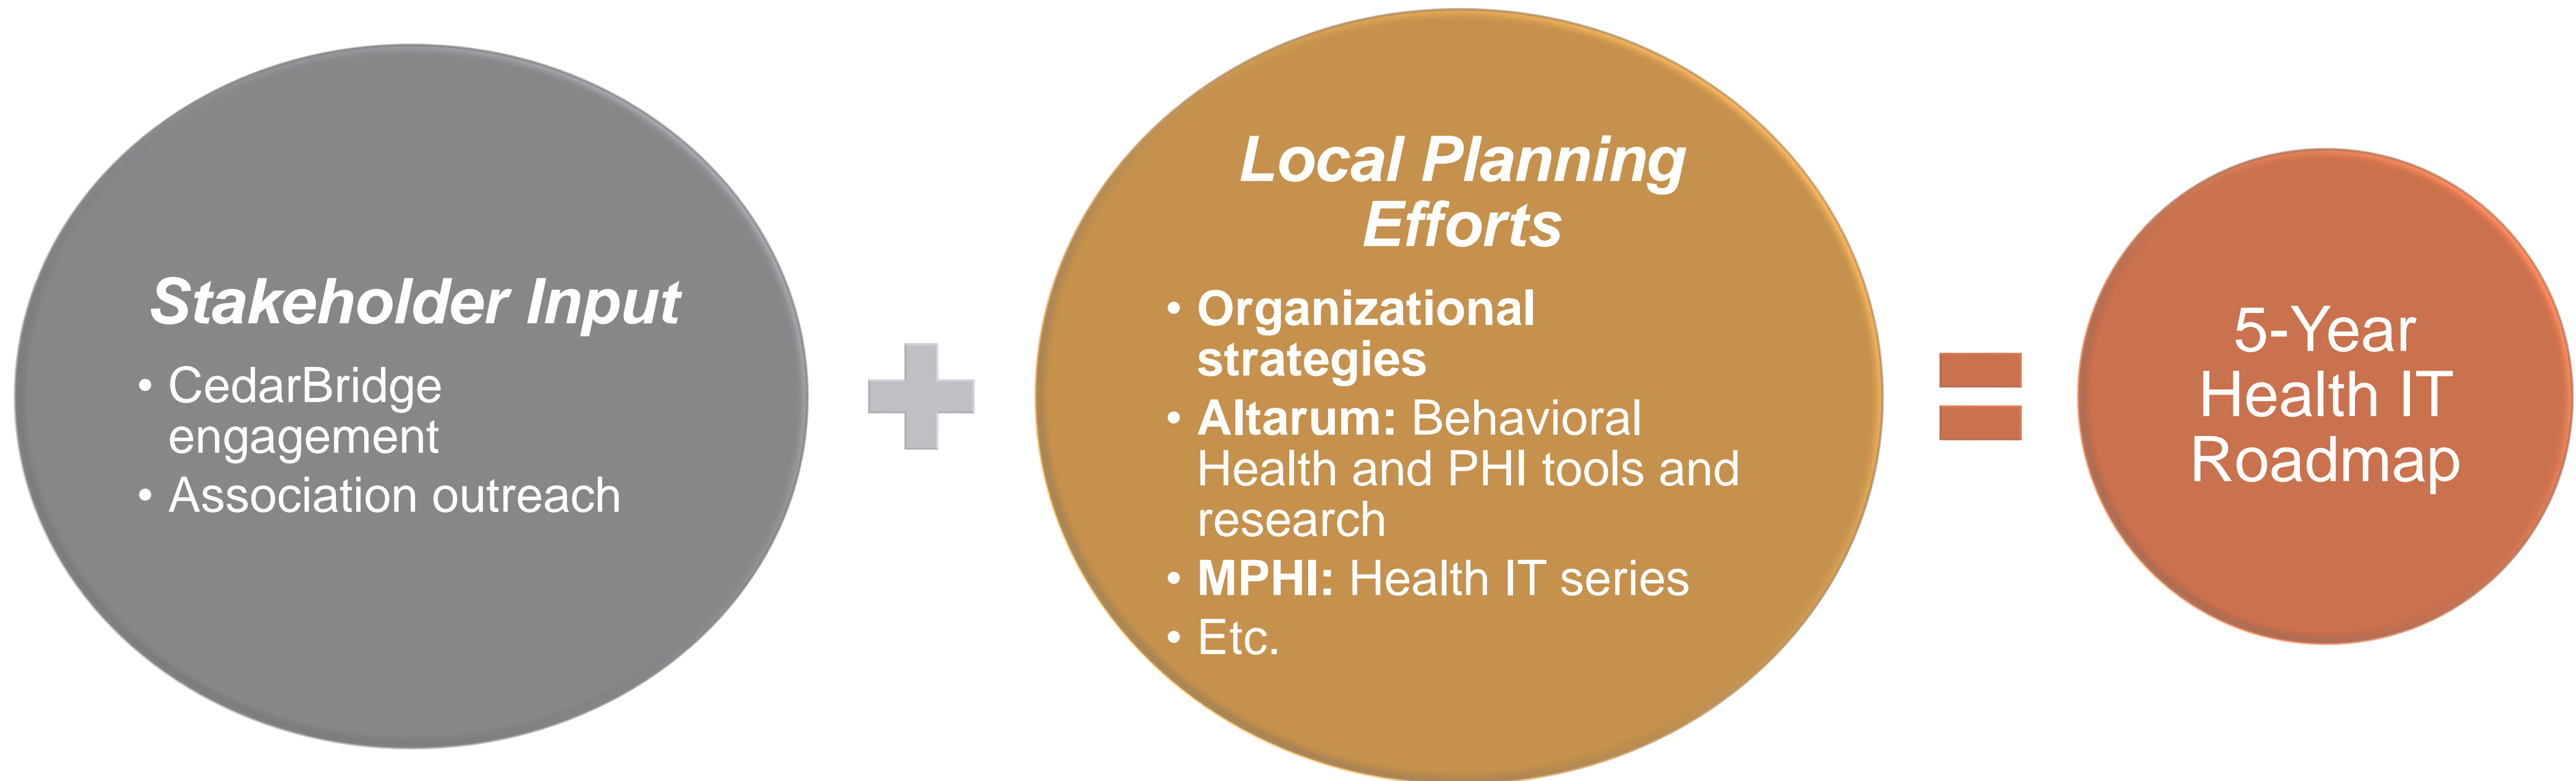 Stakeholder Input
• CedarBridge
engagement
• Association outreach
Local Planning
Efforts
• Organizational
strategies
• Altarum: Behavioral
Health and PHI tools and
research
• MPHI: Health IT series
• Etc.
5-Year
Health IT
Roadmap